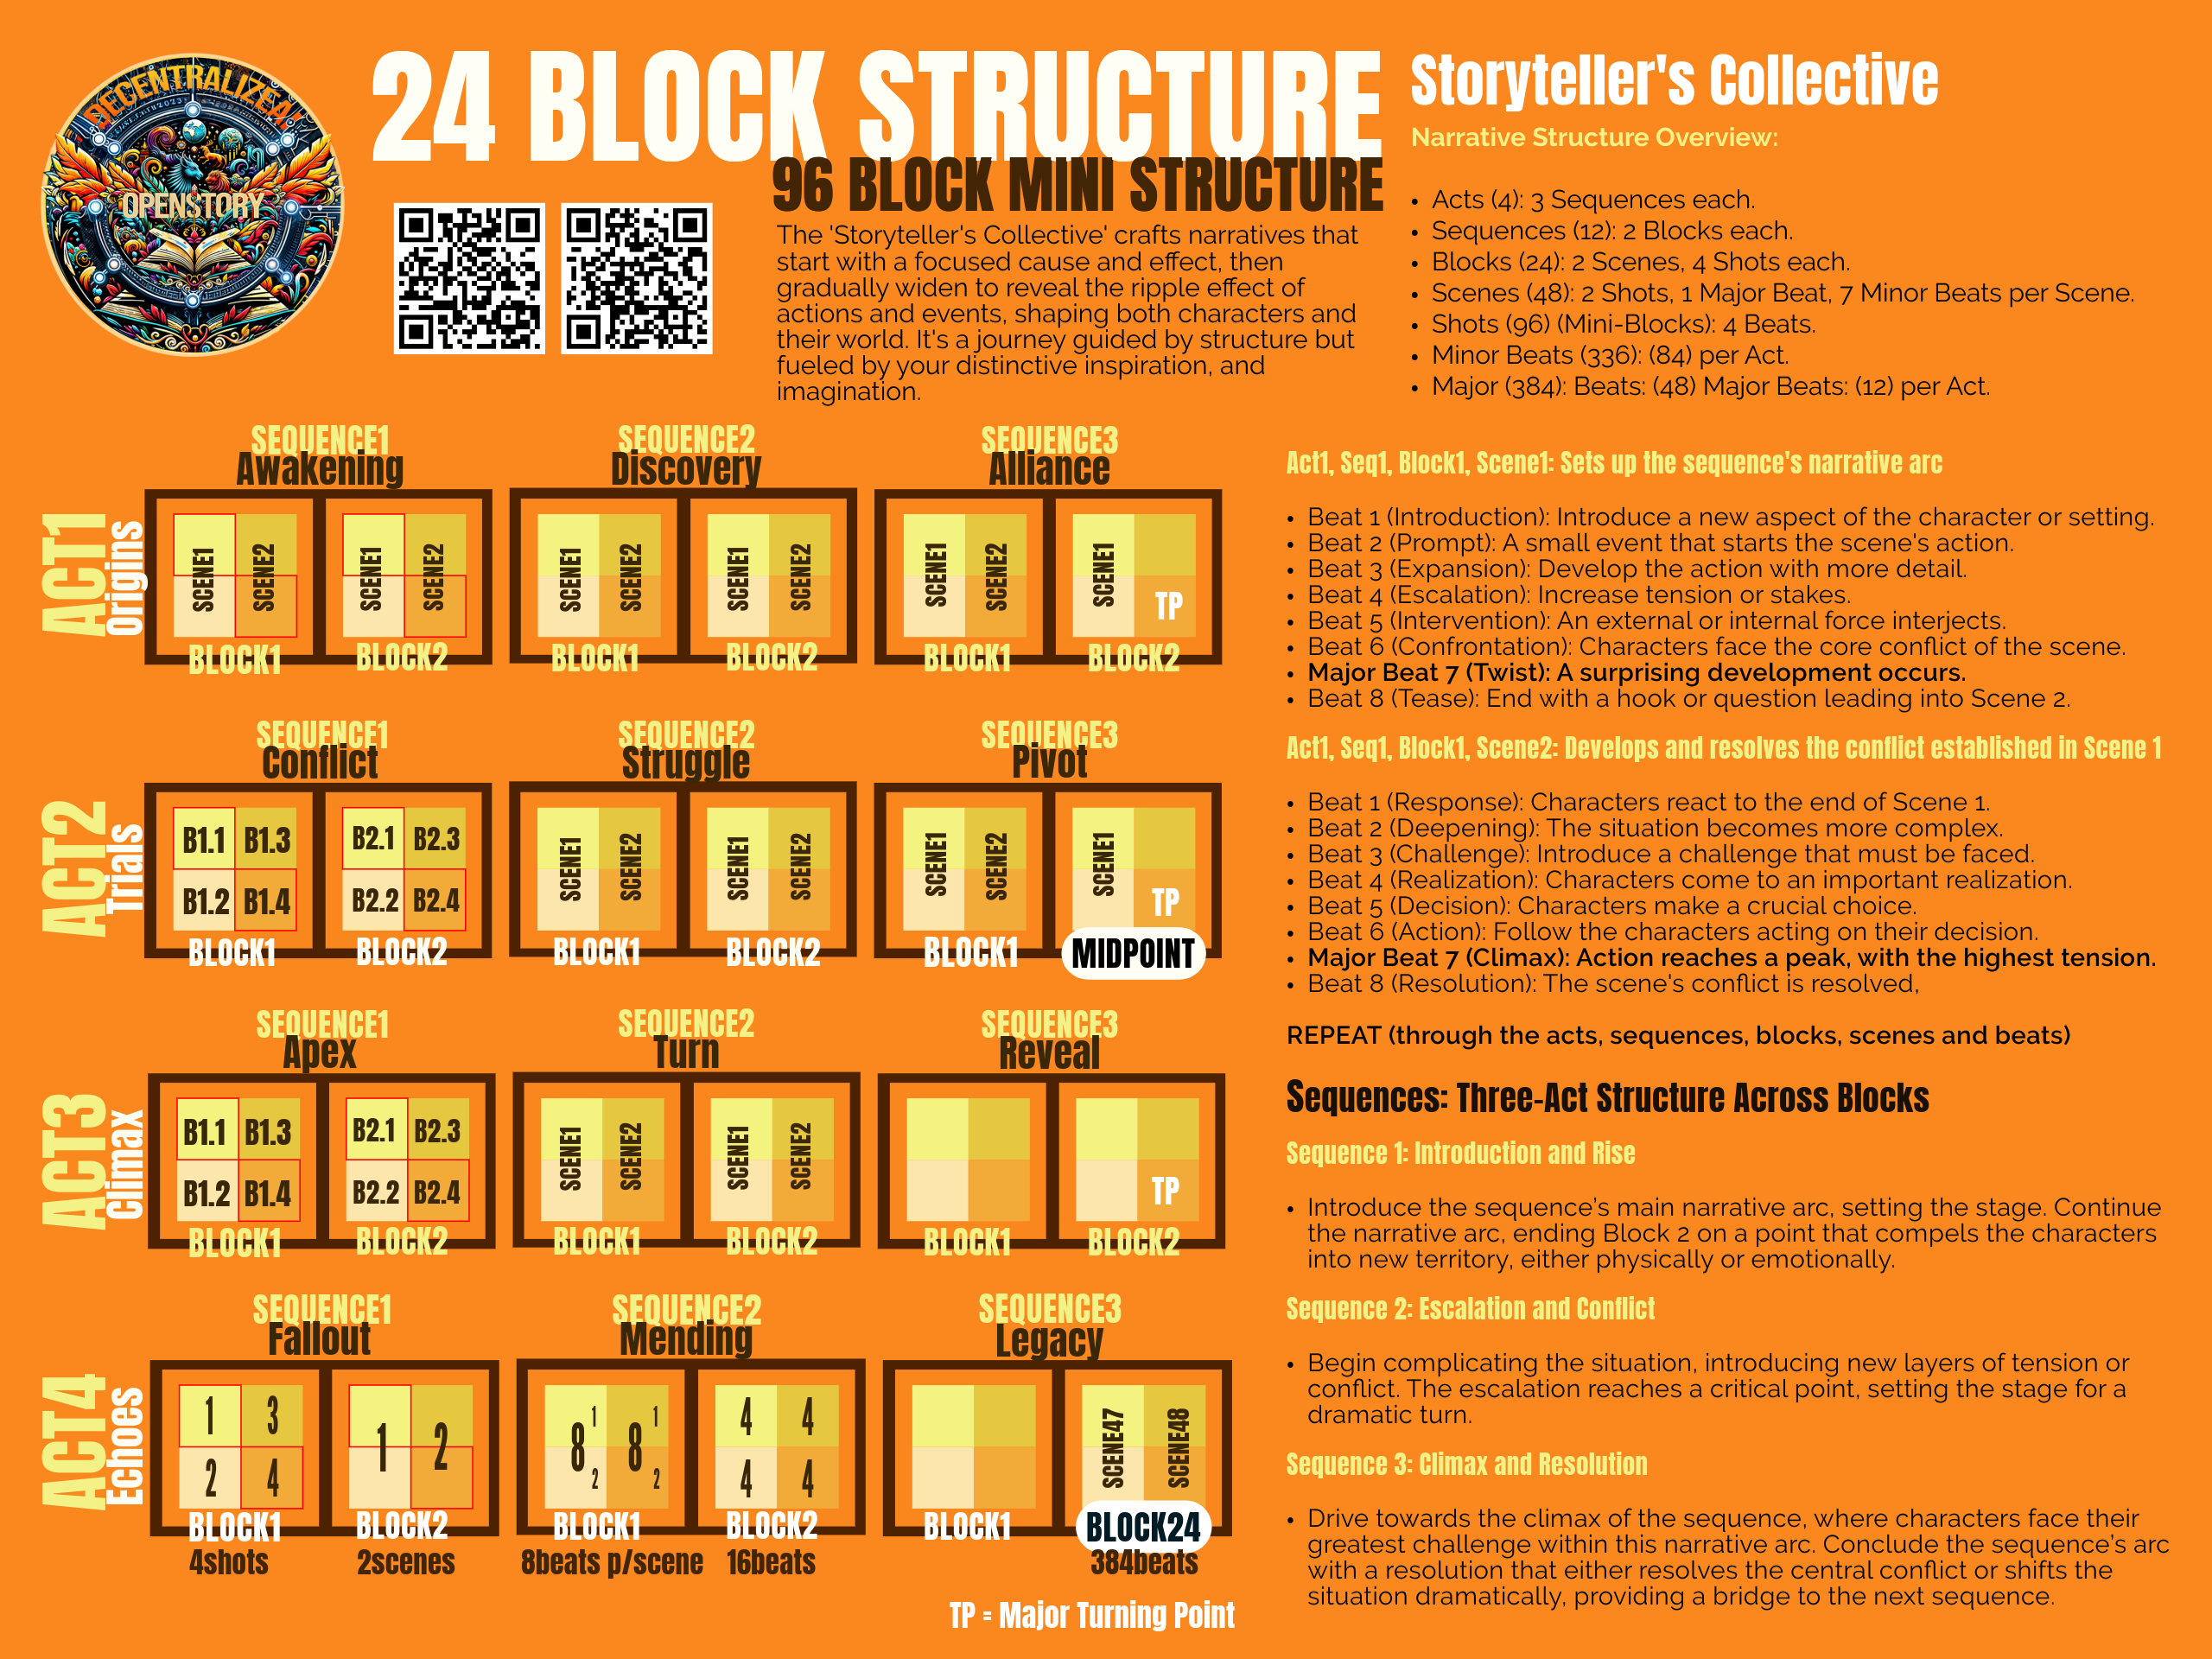 DECENTRALIZEA!
OPENSTORY
24 BLOCK STRUCTURE
96 BLOCK MINI STRUCTURE
The 'Storyteller's Collective' crafts narratives that
start with a focused cause and effect, then
gradually widen to reveal the ripple effect of
actions and events, shaping both characters and
their world. It's a journey guided by structure but
fueled by your distinctive inspiration, and
imagination.
Storyteller's Collective
Narrative Structure Overview:
• Acts (4): 3 Sequences each.
• Sequences (12): 2 Blocks each.
• Blocks (24): 2 Scenes, 4 Shots each.
• Scenes (48): 2 Shots, 1 Major Beat, 7 Minor Beats per Scene.
• Shots (96) (Mini-Blocks): 4 Beats.
• Minor Beats (336): (84) per Act.
• Major (384): Beats: (48) Major Beats: (12) per Act.
ACT1
Origins
SEQUENCE1
Awakening
SCENE1
SCENE2
BLOCK1
SCENE1
SCENE2
BLOCK2
SEQUENCE2
Discovery
SCENE1
SCENE2
BLOCK1
SCENE1
SCENE2
BLOCK2
SEQUENCE3
Alliance
SCENE1
SCENE2
BLOCK1
SCENE1
TP
BLOCK2
ACT2
Trials
SEQUENCE1
Conflict
B1.1 B1.3
B1.2 B1.4
BLOCK1
B2.1 B2.3
B2.2 B2.4
BLOCK2
SEQUENCE2
Struggle
SCENE1
SCENE2
BLOCK1
SCENE1
SCENE2
BLOCK2
SEQUENCE3
Pivot
SCENE1
SCENE2
BLOCK1
SCENE1
TP
MIDPOINT
ACT3
Climax
SEQUENCE1
Apex
B1.1 B1.3
B1.2 B1.4
BLOCK1
B2.1 B2.3
B2.2 B2.4
BLOCK2
SEQUENCE2
Turn
SCENE1
SCENE2
BLOCK1
SCENE1
SCENE2
BLOCK2
SEQUENCE3
Reveal
BLOCK1
TP
BLOCK2
ACT4
Echoes
SEQUENCE1
Fallout
1 3
2 4
BLOCK1
4shots
1 2
BLOCK2
2scenes
SEQUENCE2
Mending
8 1 2 8 1 2
BLOCK1
8beats p/scene
4 4
4 4
BLOCK2
16beats
SEQUENCE3
Legacy
BLOCK1
SCENE47
SCENE48
BLOCK24
384beats
TP = Major Turning Point
Act1, Seq1, Block1, Scene1: Sets up the sequence's narrative arc
• Beat 1 (Introduction): Introduce a new aspect of the character or setting.
• Beat 2 (Prompt): A small event that starts the scene's action.
• Beat 3 (Expansion): Develop the action with more detail.
• Beat 4 (Escalation): Increase tension or stakes.
• Beat 5 (Intervention): An external or internal force interjects.
• Beat 6 (Confrontation): Characters face the core conflict of the scene.
• Major Beat 7 (Twist): A surprising development occurs.
• Beat 8 (Tease): End with a hook or question leading into Scene 2.
Act1, Seq1, Block1, Scene2: Develops and resolves the conflict established in Scene 1
• Beat 1 (Response): Characters react to the end of Scene 1.
• Beat 2 (Deepening): The situation becomes more complex.
• Beat 3 (Challenge): Introduce a challenge that must be faced.
• Beat 4 (Realization): Characters come to an important realization.
• Beat 5 (Decision): Characters make a crucial choice.
• Beat 6 (Action): Follow the characters acting on their decision.
• Major Beat 7 (Climax): Action reaches a peak, with the highest tension.
• Beat 8 (Resolution): The scene's conflict is resolved,
REPEAT (through the acts, sequences, blocks, scenes and beats)
Sequences: Three-Act Structure Across Blocks
Sequence 1: Introduction and Rise
• Introduce the sequence's main narrative arc, setting the stage. Continue
the narrative arc, ending Block 2 on a point that compels the characters
into new territory, either physically or emotionally.
Sequence 2: Escalation and Conflict
• Begin complicating the situation, introducing new layers of tension or
conflict. The escalation reaches a critical point, setting the stage for a
dramatic turn.
Sequence 3: Climax and Resolution
• Drive towards the climax of the sequence, where characters face their
greatest challenge within this narrative arc. Conclude the sequence's arc
with a resolution that either resolves the central conflict or shifts the
situation dramatically, providing a bridge to the next sequence.